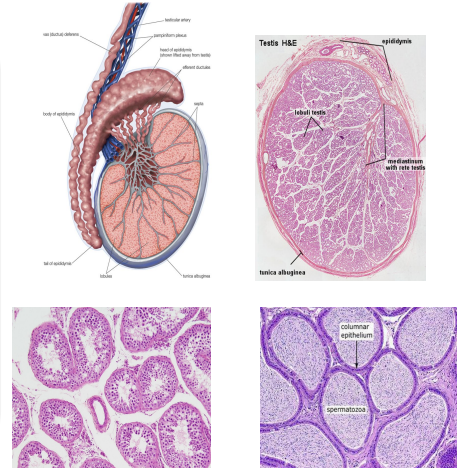 testicular artery
vas (ductus) deferens
pampiniform plexus
head of epididymis
(shown lifted away from testis)
efferent ductules
septa
body of epididymis
tail of epididymis
lobules
tunica albuginea
Testis H&E
epididymis
lobuli testis
mediastinum
with rete testis
tunica albuginea
columnar
epithelium
spermatozoa